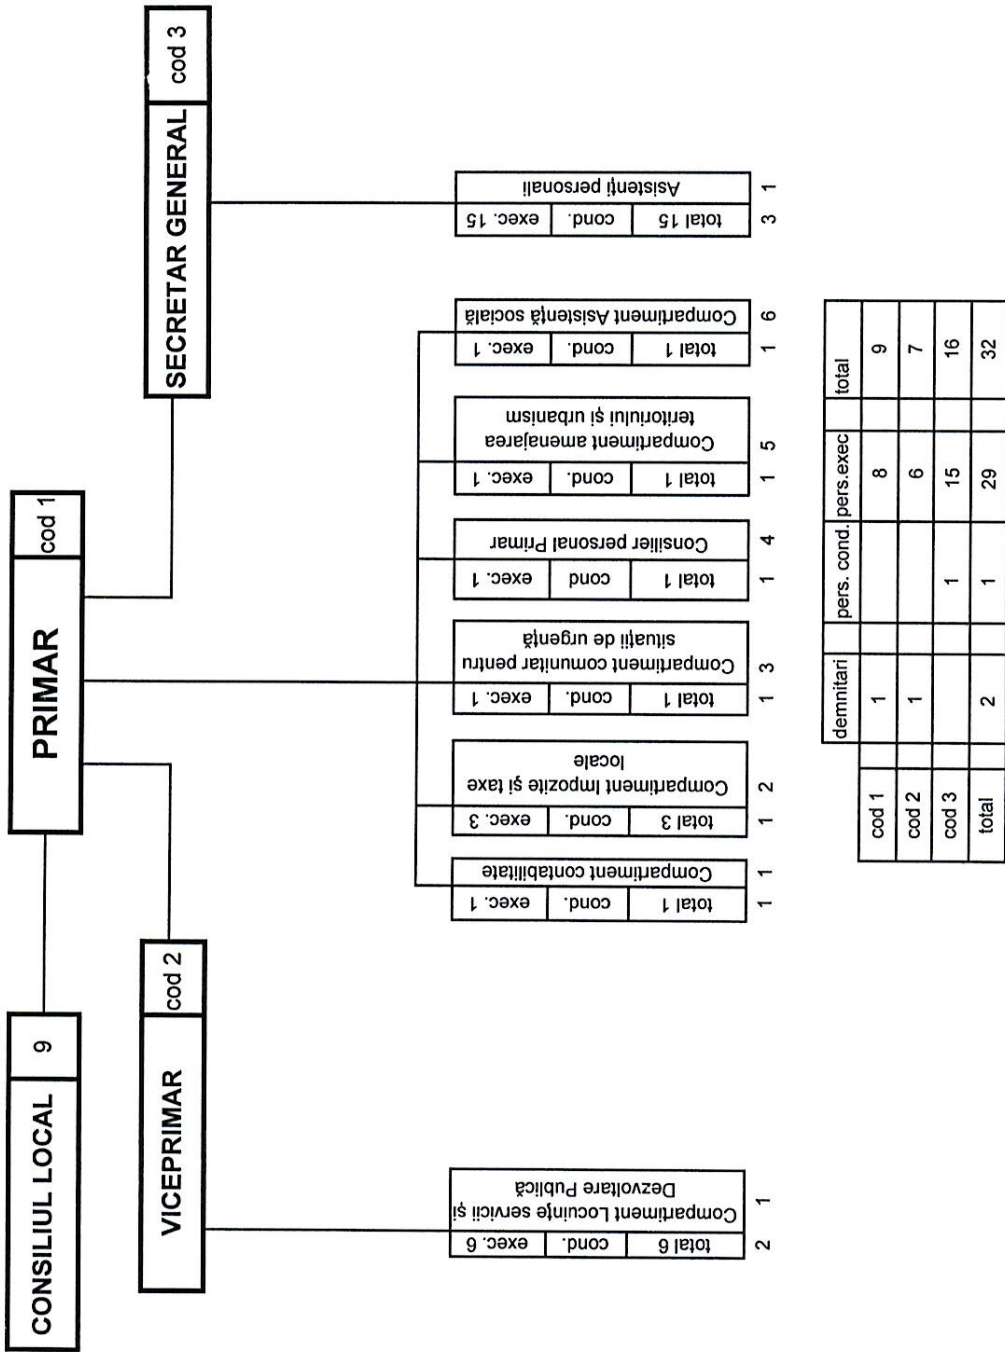 CONSILIUL LOCAL 9
PRIMAR cod 1
VICEPRIMAR cod 2
SECRETAR GENERAL cod 3
Compartiment Locuințe servicii și
Dezvoltare Publică
total 6 cond. exec. 6
2 1
Compartiment contabilitate
total 1 cond. exec. 1
1 1
Compartiment Impozite și taxe
locale
total 3 cond. exec. 3
1 2
Compartiment comunitar pentru
situații de urgență
total 1 cond. exec. 1
1 3
Consilier personal Primar
total 1 cond exec. 1
1 4
Compartiment amenajarea
teritoriului și urbanism
total 1 cond. exec. 1
1 5
Compartiment Asistență socială
total 1 cond. exec. 1
1 6
Asistenți personali
total 15 cond. exec. 15
3 1
demnitari pers. cond. pers.exec total
cod 1 1 8 9
cod 2 1 6 7
cod 3 1 15 16
total 2 1 29 32